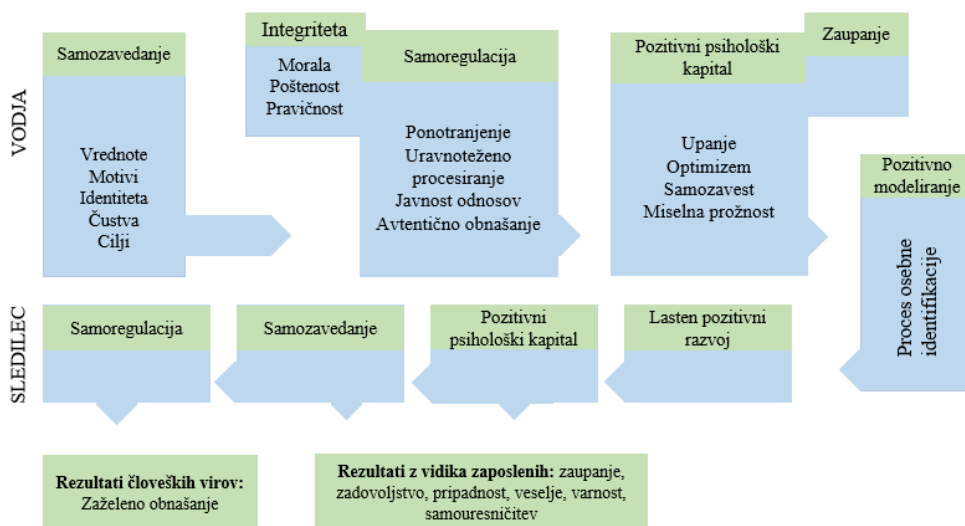 VODJA
Samozavedanje
Vrednote
Motivi
Identiteta
Čustva
Cilji
Integriteta
Morala
Poštenost
Pravičnost
Samoregulacija
Ponotranjenje
Uravnoteženo
procesiranje
Javnost odnosov
Avtentično obnašanje
Pozitivni psihološki
kapital
Upanje
Optimizem
Samozavest
Miselna prožnost
Zaupanje
Pozitivno
modeliranje
Proces osebne
identifikacije
SLEDILEC
Samoregulacija
Samozavedanje
Pozitivni
psihološki kapital
Lasten pozitivni
razvoj
Rezultati človeških virov:
Zaželeno obnašanje
Rezultati z vidika zaposlenih: zaupanje,
zadovoljstvo, pripadnost, veselje, varnost,
samouresničitev